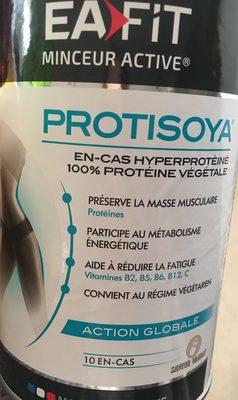 EAFIT
MINCEUR ACTIVE®
PROTISOYA
EN-CAS HYPERPROTÉINÉ
100% PROTÉINE VÉGÉTALE
PRÉSERVE LA MASSE MUSCULAIRE
Protéines
PARTICIPE AU MÉTABOLISME
ÉNERGÉTIQUE
AIDE À RÉDUIRE LA FATIGUE
Vitamines B2, B5, B6, B12, C
CONVIENT AU RÉGIME VÉGÉTARIEN
ACTION GLOBALE
10 EN-CAS
SAVEUR